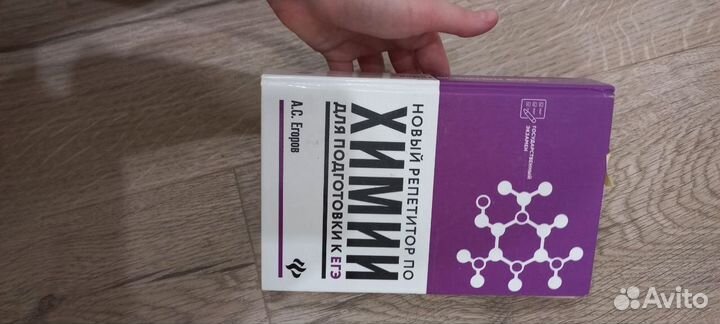 А.С. Егоров
НОВЫЙ РЕПЕТИТОР ПО
ХИМИИ
ДЛЯ ПОДГОТОВКИ К ЕГЭ
ГОСУДАРСТВЕННЫЙ
ЭКЗАМЕН
Avito